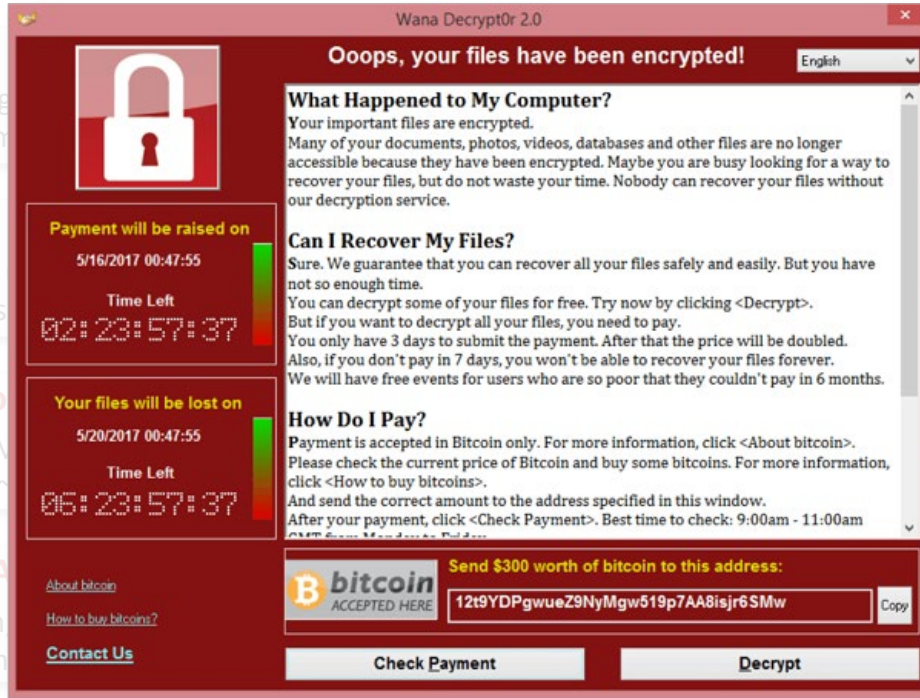 Wana Decrypt0r 2.0
Ooops, your files have been encrypted!
English
What Happened to My Computer?
Your important files are encrypted.
Many of your documents, photos, videos, databases and other files are no longer
accessible because they have been encrypted. Maybe you are busy looking for a way to
recover your files, but do not waste your time. Nobody can recover your files without
our decryption service.
Can I Recover My Files?
Sure. We guarantee that you can recover all your files safely and easily. But you have
not so enough time.
You can decrypt some of your files for free. Try now by clicking <Decrypt>.
But if you want to decrypt all your files, you need to pay.
You only have 3 days to submit the payment. After that the price will be doubled.
Also, if you don't pay in 7 days, you won't be able to recover your files forever.
We will have free events for users who are so poor that they couldn't pay in 6 months.
How Do I Pay?
Payment is accepted in Bitcoin only. For more information, click <About bitcoin>.
Please check the current price of Bitcoin and buy some bitcoins. For more information,
click <How to buy bitcoins>.
And send the correct amount to the address specified in this window.
After your payment, click <Check Payment>. Best time to check: 9:00am - 11:00am
GMT from Monday to Friday
Payment will be raised on
5/16/2017 00:47:55
Time Left
02:23:57:37
Your files will be lost on
5/20/2017 00:47:55
Time Left
06:23:57:37
About bitcoin
How to buy bitcoins?
Contact Us
bitcoin
ACCEPTED HERE
Send $300 worth of bitcoin to this address:
12t9YDPgwueZ9NyMgw519p7AA8isjr6SMw
Copy
Check Payment
Decrypt